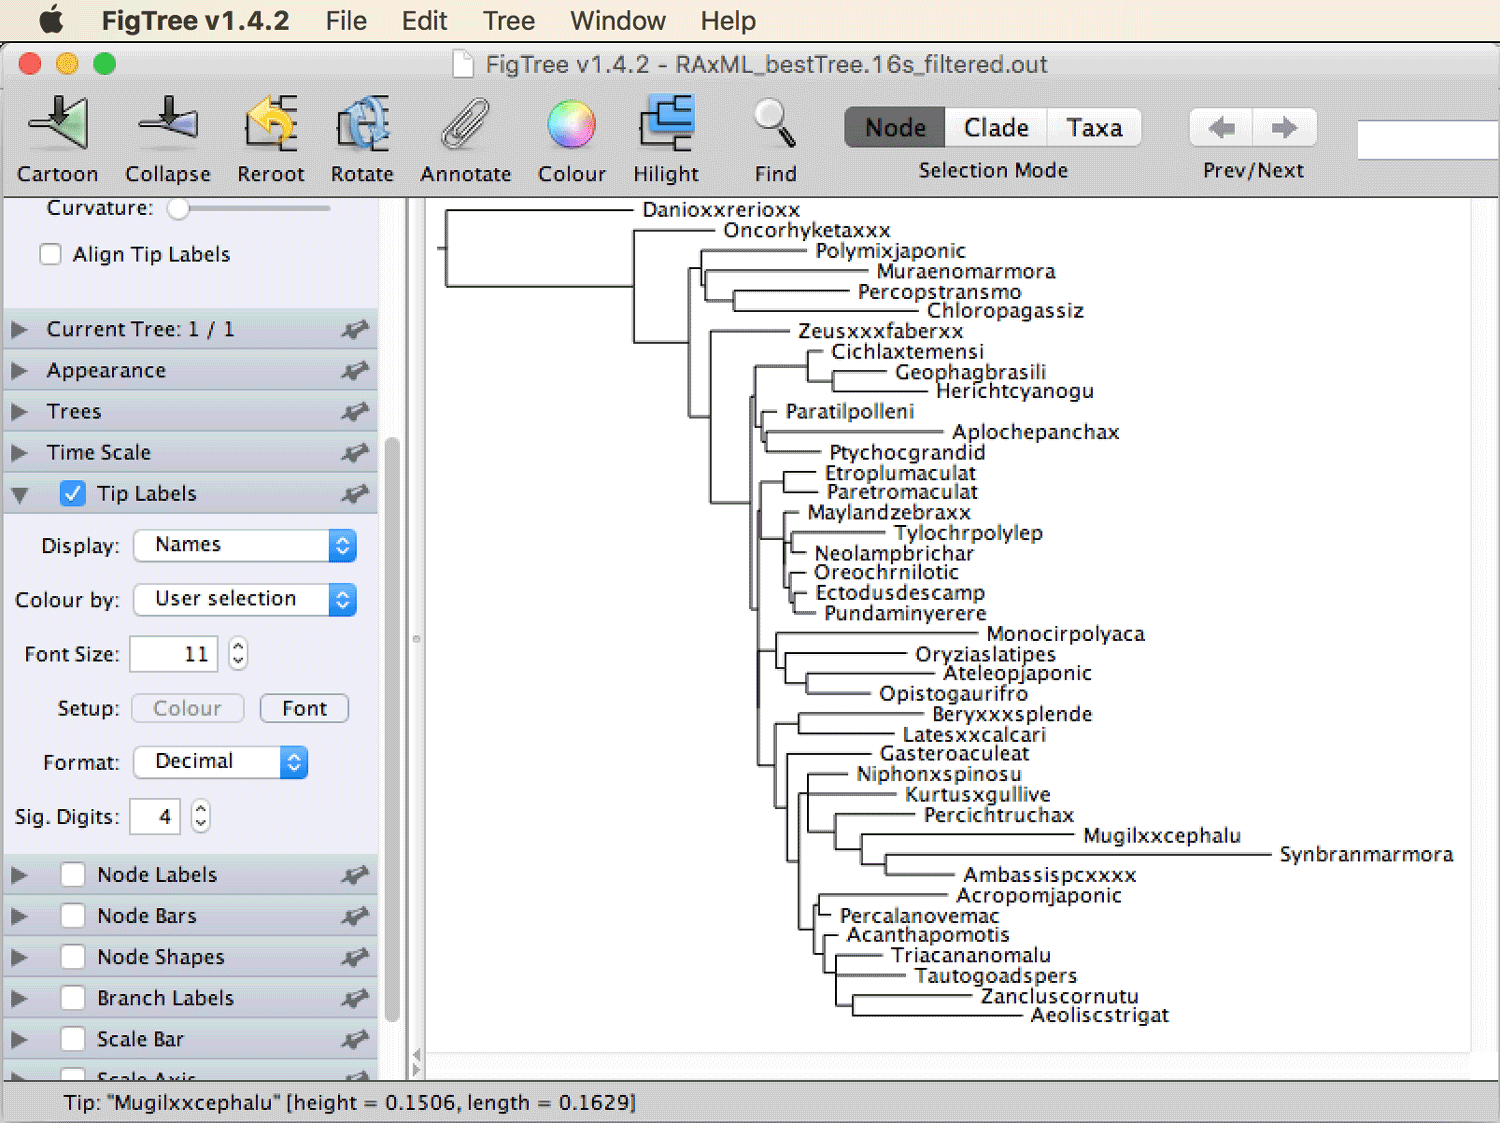 FigTree v1.4.2 File Edit Tree Window Help
FigTree v1.4.2 - RAxML_bestTree.16s_filtered.out
Cartoon Collapse Reroot Rotate Annotate Colour Hilight Find
Node Clade Taxa
Selection Mode
Prev/Next
Curvature:
Align Tip Labels
Current Tree: 1 / 1
Appearance
Trees
Time Scale
Tip Labels
Display: Names
Colour by: User selection
Font Size: 11
Setup: Colour Font
Format: Decimal
Sig. Digits: 4
Node Labels
Node Bars
Node Shapes
Branch Labels
Scale Bar
Scale Axis
Danioxxrerioxx
Oncorhyketaxxx
Polymixjaponic
Muraenomarmora
Percopstransmo
Chloropagassiz
Zeusxxxfaberxx
Cichlaxtemensi
Geophagbrasili
Herichtcyanogu
Paratilpolleni
Aplochepanchax
Ptychocgrandid
Etroplumaculat
Paretromaculat
Maylandzebraxx
Tylochrpolylep
Neolampbrichar
Oreochrnilotic
Ectodusdescamp
Pundaminyerere
Monocirpolyaca
Oryziaslatipes
Ateleopjaponic
Opistogaurifro
Beryxxxsplende
Latesxxcalcari
Gasteroaculeat
Niphonxspinosu
Kurtusxgullive
Percichtruchax
Mugilxxcephalu
Synbranmarmora
Ambassispcxxxx
Acropomjaponic
Percalanovemac
Acanthapomotis
Triacananomalu
Tautogoadspers
Zancluscornutu
Aeoliscstrigat
Tip: "Mugilxxcephalu" [height = 0.1506, length = 0.1629]